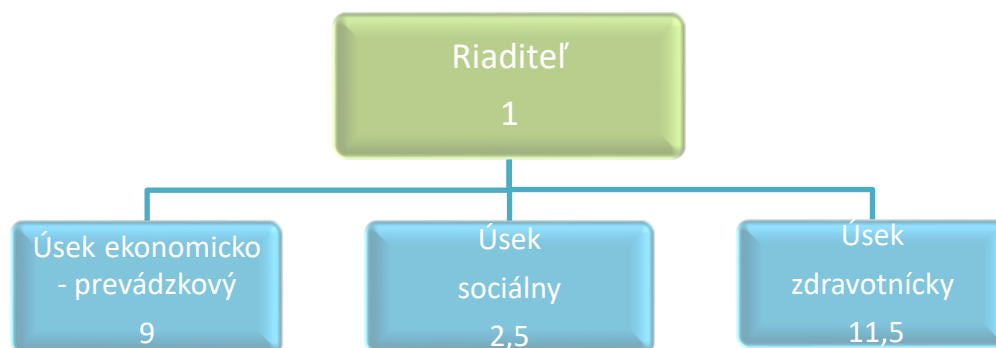 Riaditeľ
1
Úsek ekonomicko
- prevádzkový
9
Úsek
sociálny
2,5
Úsek
zdravotnícky
11,5